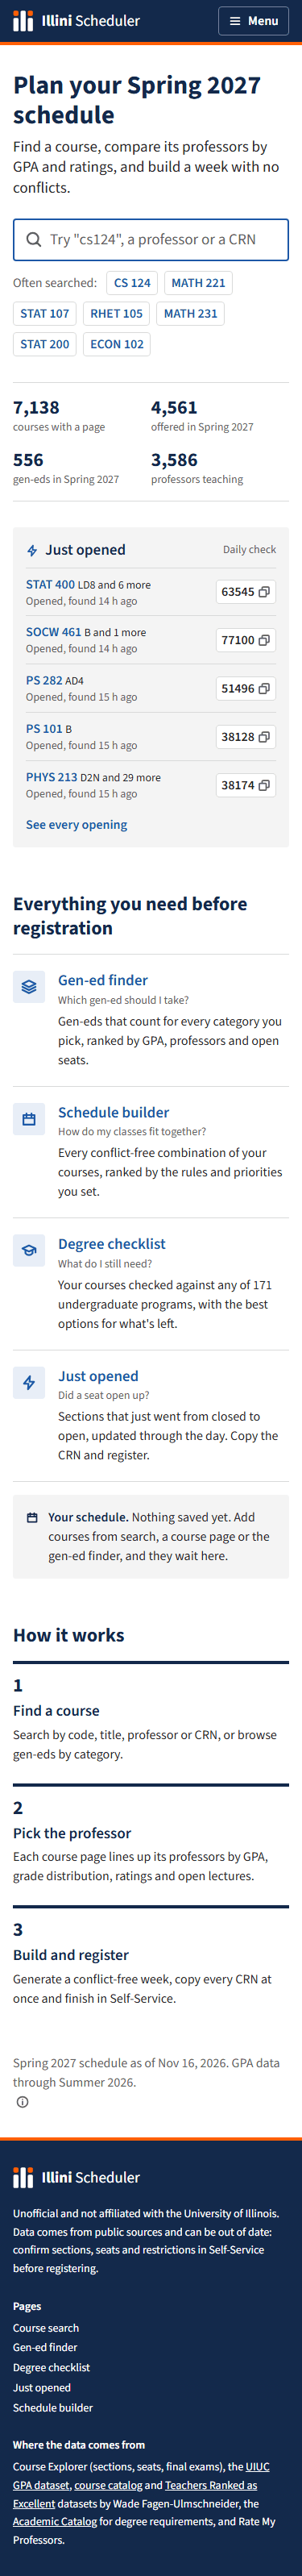 Illini Scheduler
Menu
Plan your Spring 2027
schedule
Find a course, compare its professors by
GPA and ratings, and build a week with no
conflicts.
Try "cs124", a professor or a CRN
Often searched: CS 124 MATH 221
STAT 107 RHET 105 MATH 231
STAT 200 ECON 102
7,138 4,561
courses with a page offered in Spring 2027
556 3,586
gen-eds in Spring 2027 professors teaching
Just opened Daily check
STAT 400 LD8 and 6 more
Opened, found 14 h ago
63545
SOCW 461 B and 1 more
Opened, found 14 h ago
77100
PS 282 AD4
Opened, found 15 h ago
51496
PS 101 B
Opened, found 15 h ago
38128
PHYS 213 D2N and 29 more
Opened, found 15 h ago
38174
See every opening
Everything you need before
registration
Gen-ed finder
Which gen-ed should I take?
Gen-eds that count for every category you
pick, ranked by GPA, professors and open
seats.
Schedule builder
How do my classes fit together?
Every conflict-free combination of your
courses, ranked by the rules and priorities
you set.
Degree checklist
What do I still need?
Your courses checked against any of 171
undergraduate programs, with the best
options for what's left.
Just opened
Did a seat open up?
Sections that just went from closed to
open, updated through the day. Copy the
CRN and register.
Your schedule. Nothing saved yet. Add
courses from search, a course page or the
gen-ed finder, and they wait here.
How it works
1
Find a course
Search by code, title, professor or CRN, or browse
gen-eds by category.
2
Pick the professor
Each course page lines up its professors by GPA,
grade distribution, ratings and open lectures.
3
Build and register
Generate a conflict-free week, copy every CRN at
once and finish in Self-Service.
Spring 2027 schedule as of Nov 16, 2026. GPA data
through Summer 2026.
Illini Scheduler
Unofficial and not affiliated with the University of Illinois.
Data comes from public sources and can be out of date:
confirm sections, seats and restrictions in Self-Service
before registering.
Pages
Course search
Gen-ed finder
Degree checklist
Just opened
Schedule builder
Where the data comes from
Course Explorer (sections, seats, final exams), the UIUC
GPA dataset, course catalog and Teachers Ranked as
Excellent datasets by Wade Fagen-Ulmschneider, the
Academic Catalog for degree requirements, and Rate My
Professors.